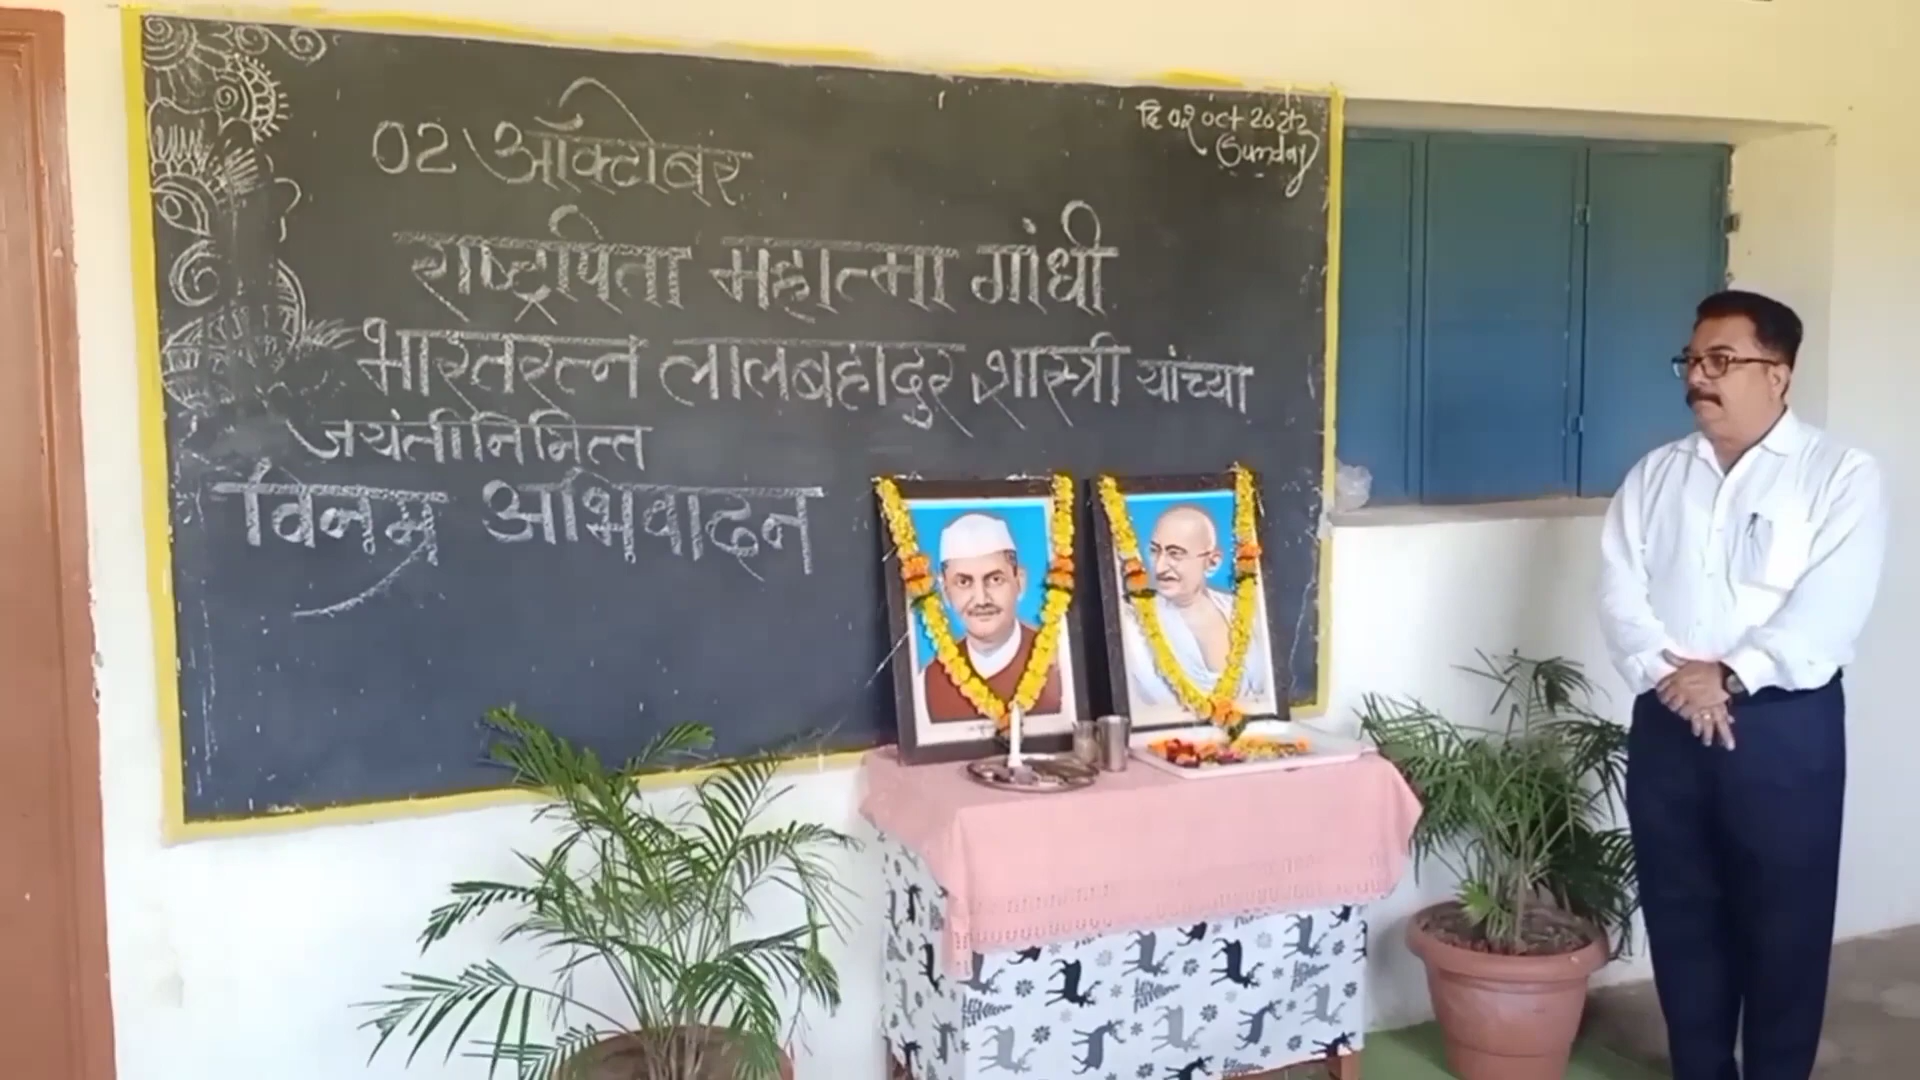 02 ऑक्टोबर
दि 02 oct 2022
(Sunday)
राष्ट्रपिता महात्मा गांधी
भारतरत्न लालबहादुर शास्त्री यांच्या
जयंतीनिमित्त
विनम्र अभिवादन